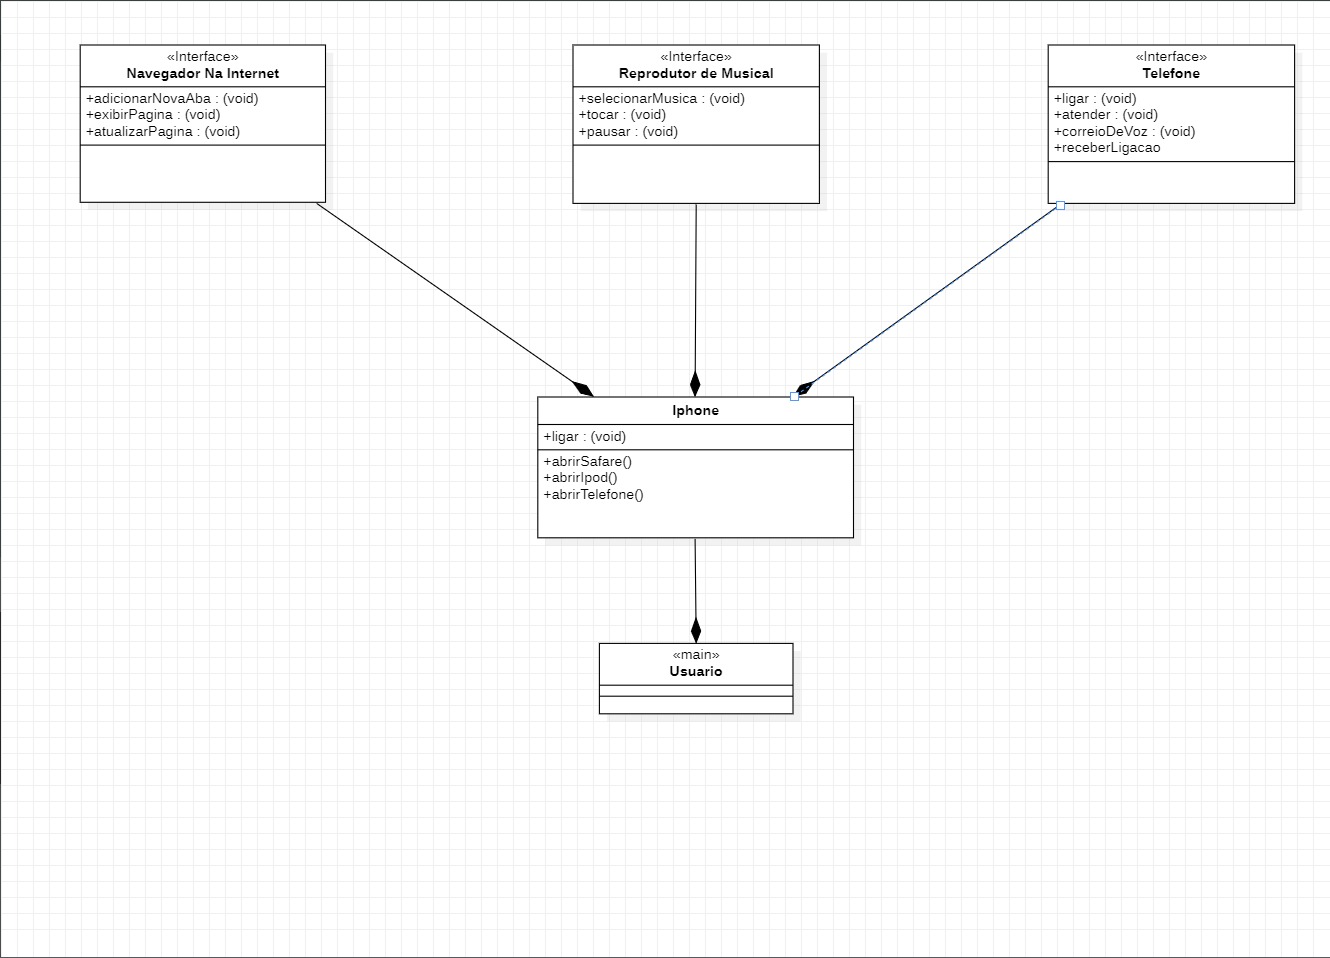 «Interface»
Navegador Na Internet
+adicionarNovaAba : (void)
+exibirPagina : (void)
+atualizarPagina : (void)
«Interface»
Reprodutor de Musical
+selecionarMusica : (void)
+tocar : (void)
+pausar : (void)
«Interface»
Telefone
+ligar : (void)
+atender : (void)
+correioDeVoz : (void)
+receberLigacao
Iphone
+ligar : (void)
+abrirSafare()
+abrirIpod()
+abrirTelefone()
«main»
Usuario